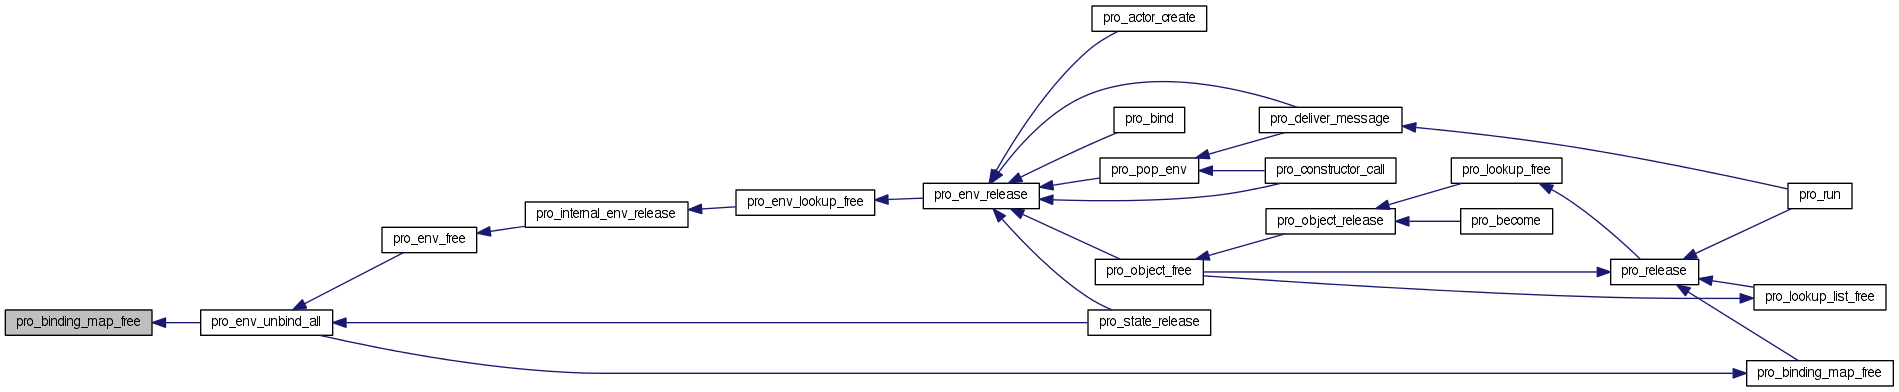 pro_actor_create
pro_bind
pro_deliver_message
pro_pop_env
pro_constructor_call
pro_lookup_free
pro_env_release
pro_env_lookup_free
pro_internal_env_release
pro_env_free
pro_run
pro_object_release
pro_become
pro_object_free
pro_release
pro_lookup_list_free
pro_binding_map_free
pro_env_unbind_all
pro_state_release
pro_binding_map_free